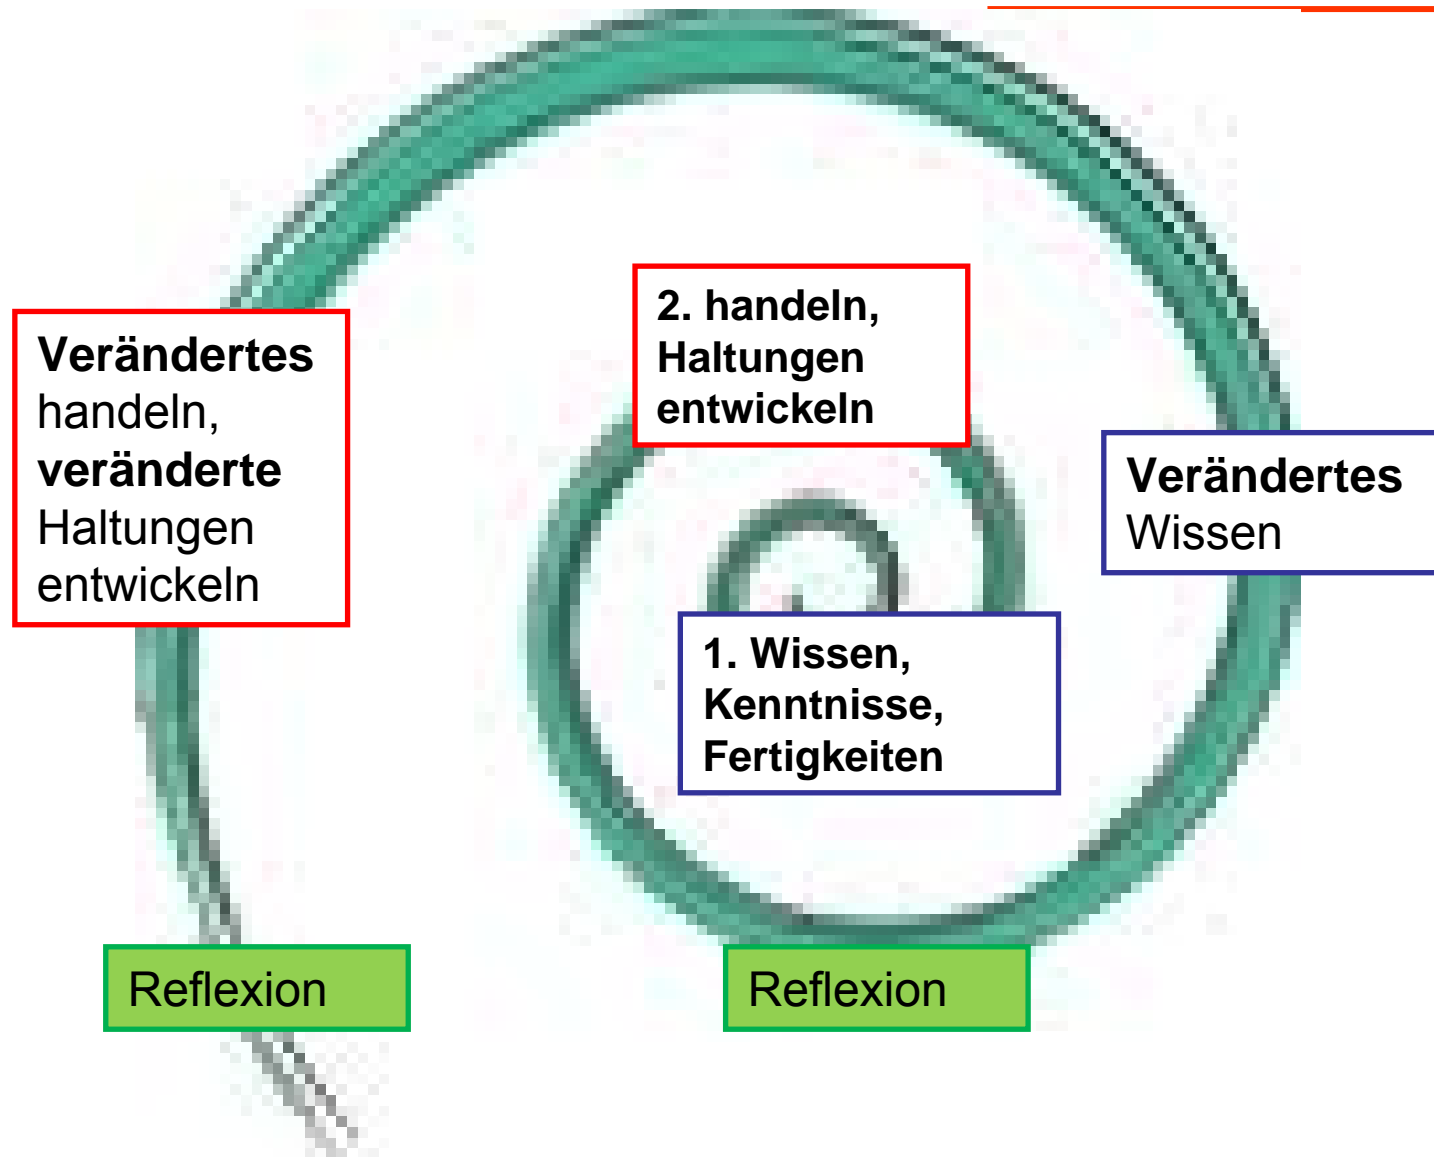 2. handeln,
Haltungen
entwickeln
Verändertes
handeln,
veränderte
Haltungen
entwickeln
Verändertes
Wissen
1. Wissen,
Kenntnisse,
Fertigkeiten
Reflexion
Reflexion